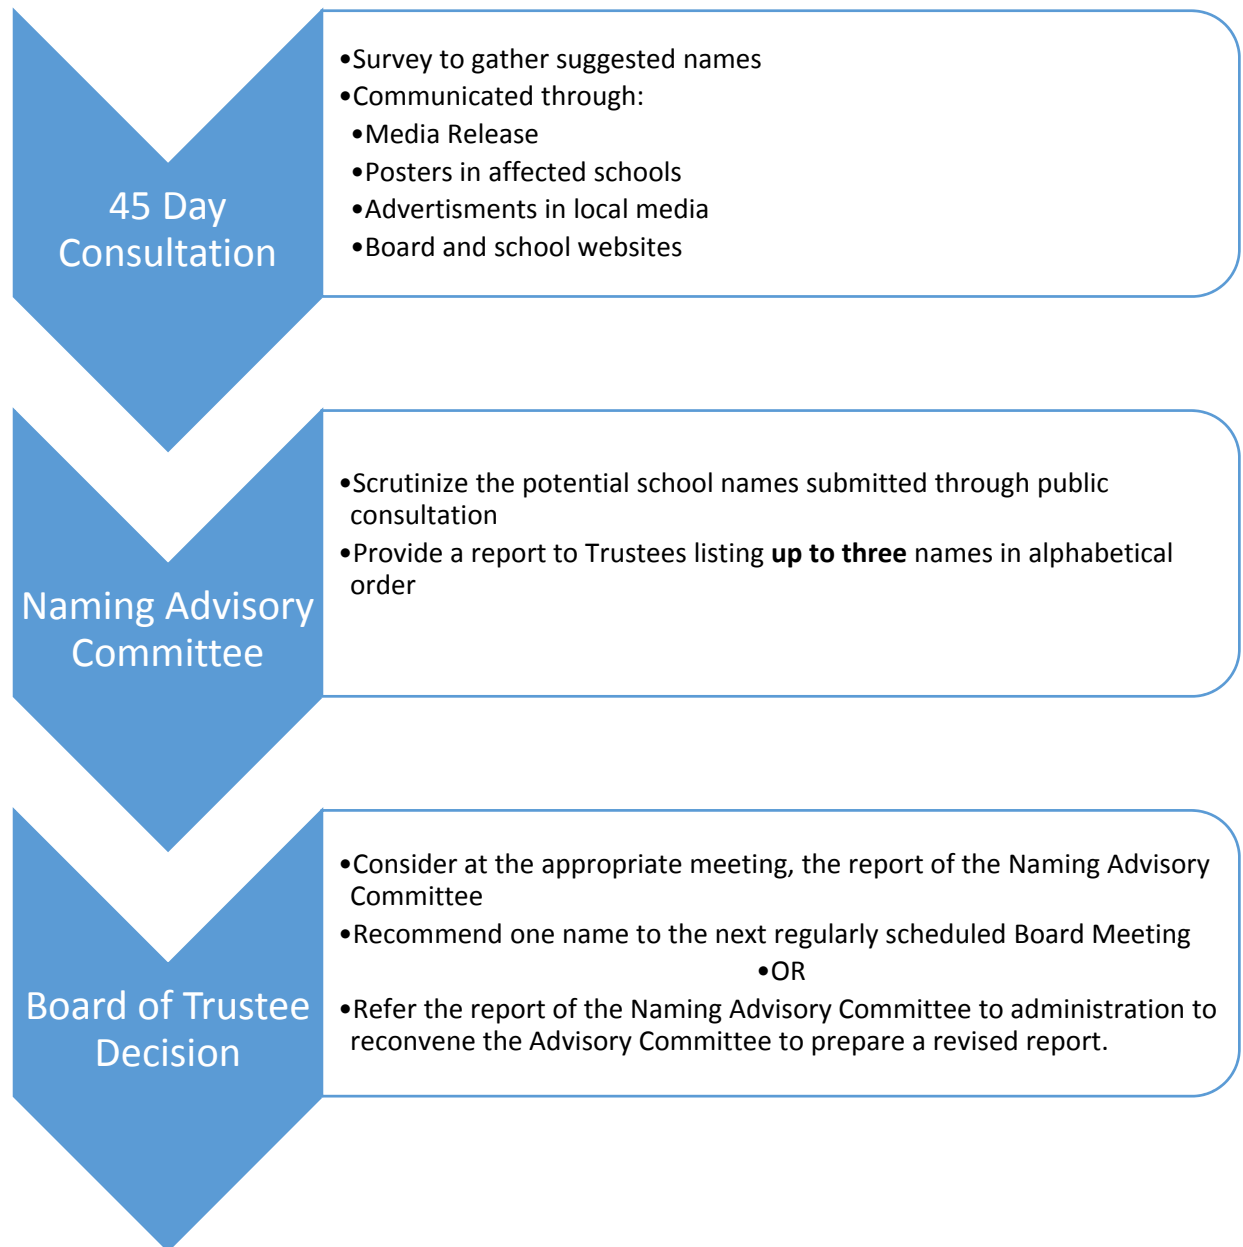 45 Day
Consultation
•Survey to gather suggested names
•Communicated through:
•Media Release
•Posters in affected schools
•Advertisments in local media
•Board and school websites
Naming Advisory
Committee
•Scrutinize the potential school names submitted through public
consultation
•Provide a report to Trustees listing up to three names in alphabetical
order
Board of Trustee
Decision
•Consider at the appropriate meeting, the report of the Naming Advisory
Committee
•Recommend one name to the next regularly scheduled Board Meeting
•OR
•Refer the report of the Naming Advisory Committee to administration to
reconvene the Advisory Committee to prepare a revised report.